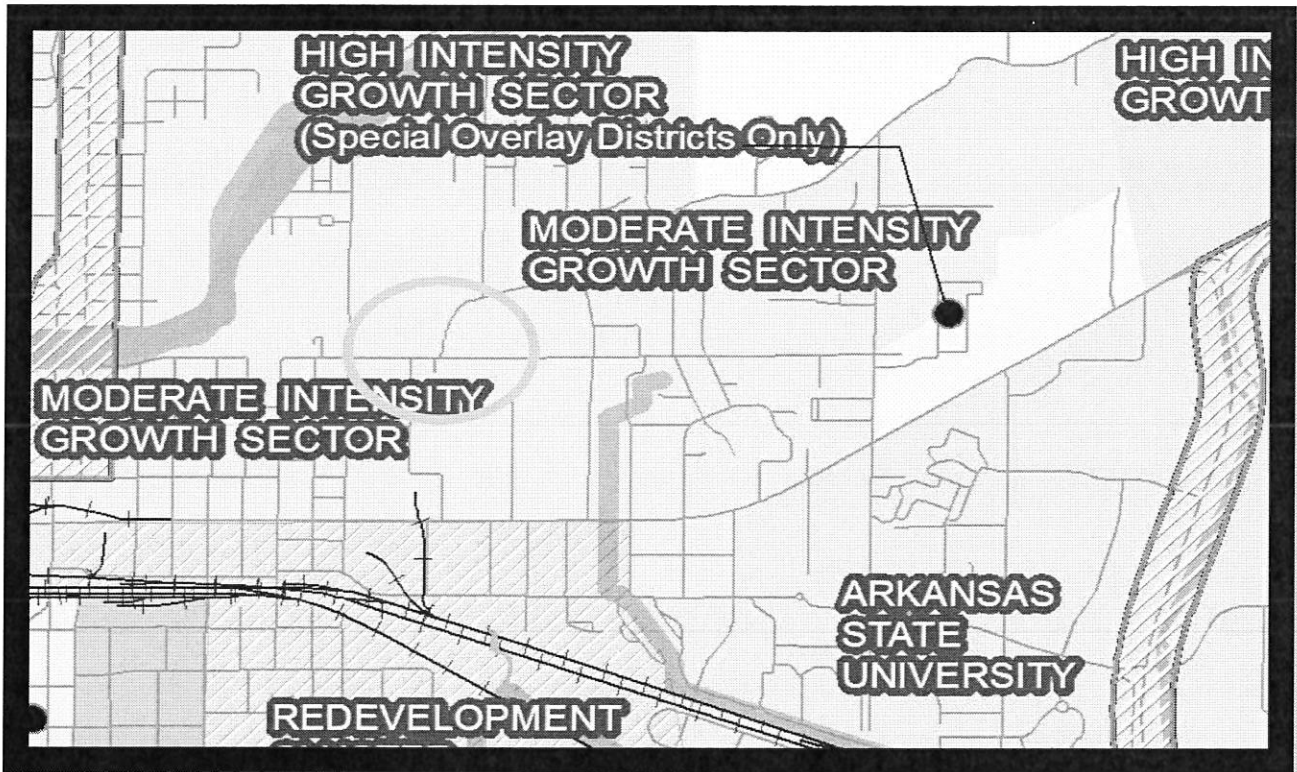 HIGH INTENSITY
GROWTH SECTOR
(Special Overlay Districts Only)
HIGH IN
GROWT
MODERATE INTENSITY
GROWTH SECTOR
MODERATE INTENSITY
GROWTH SECTOR
ARKANSAS
STATE
UNIVERSITY
REDEVELOPMENT